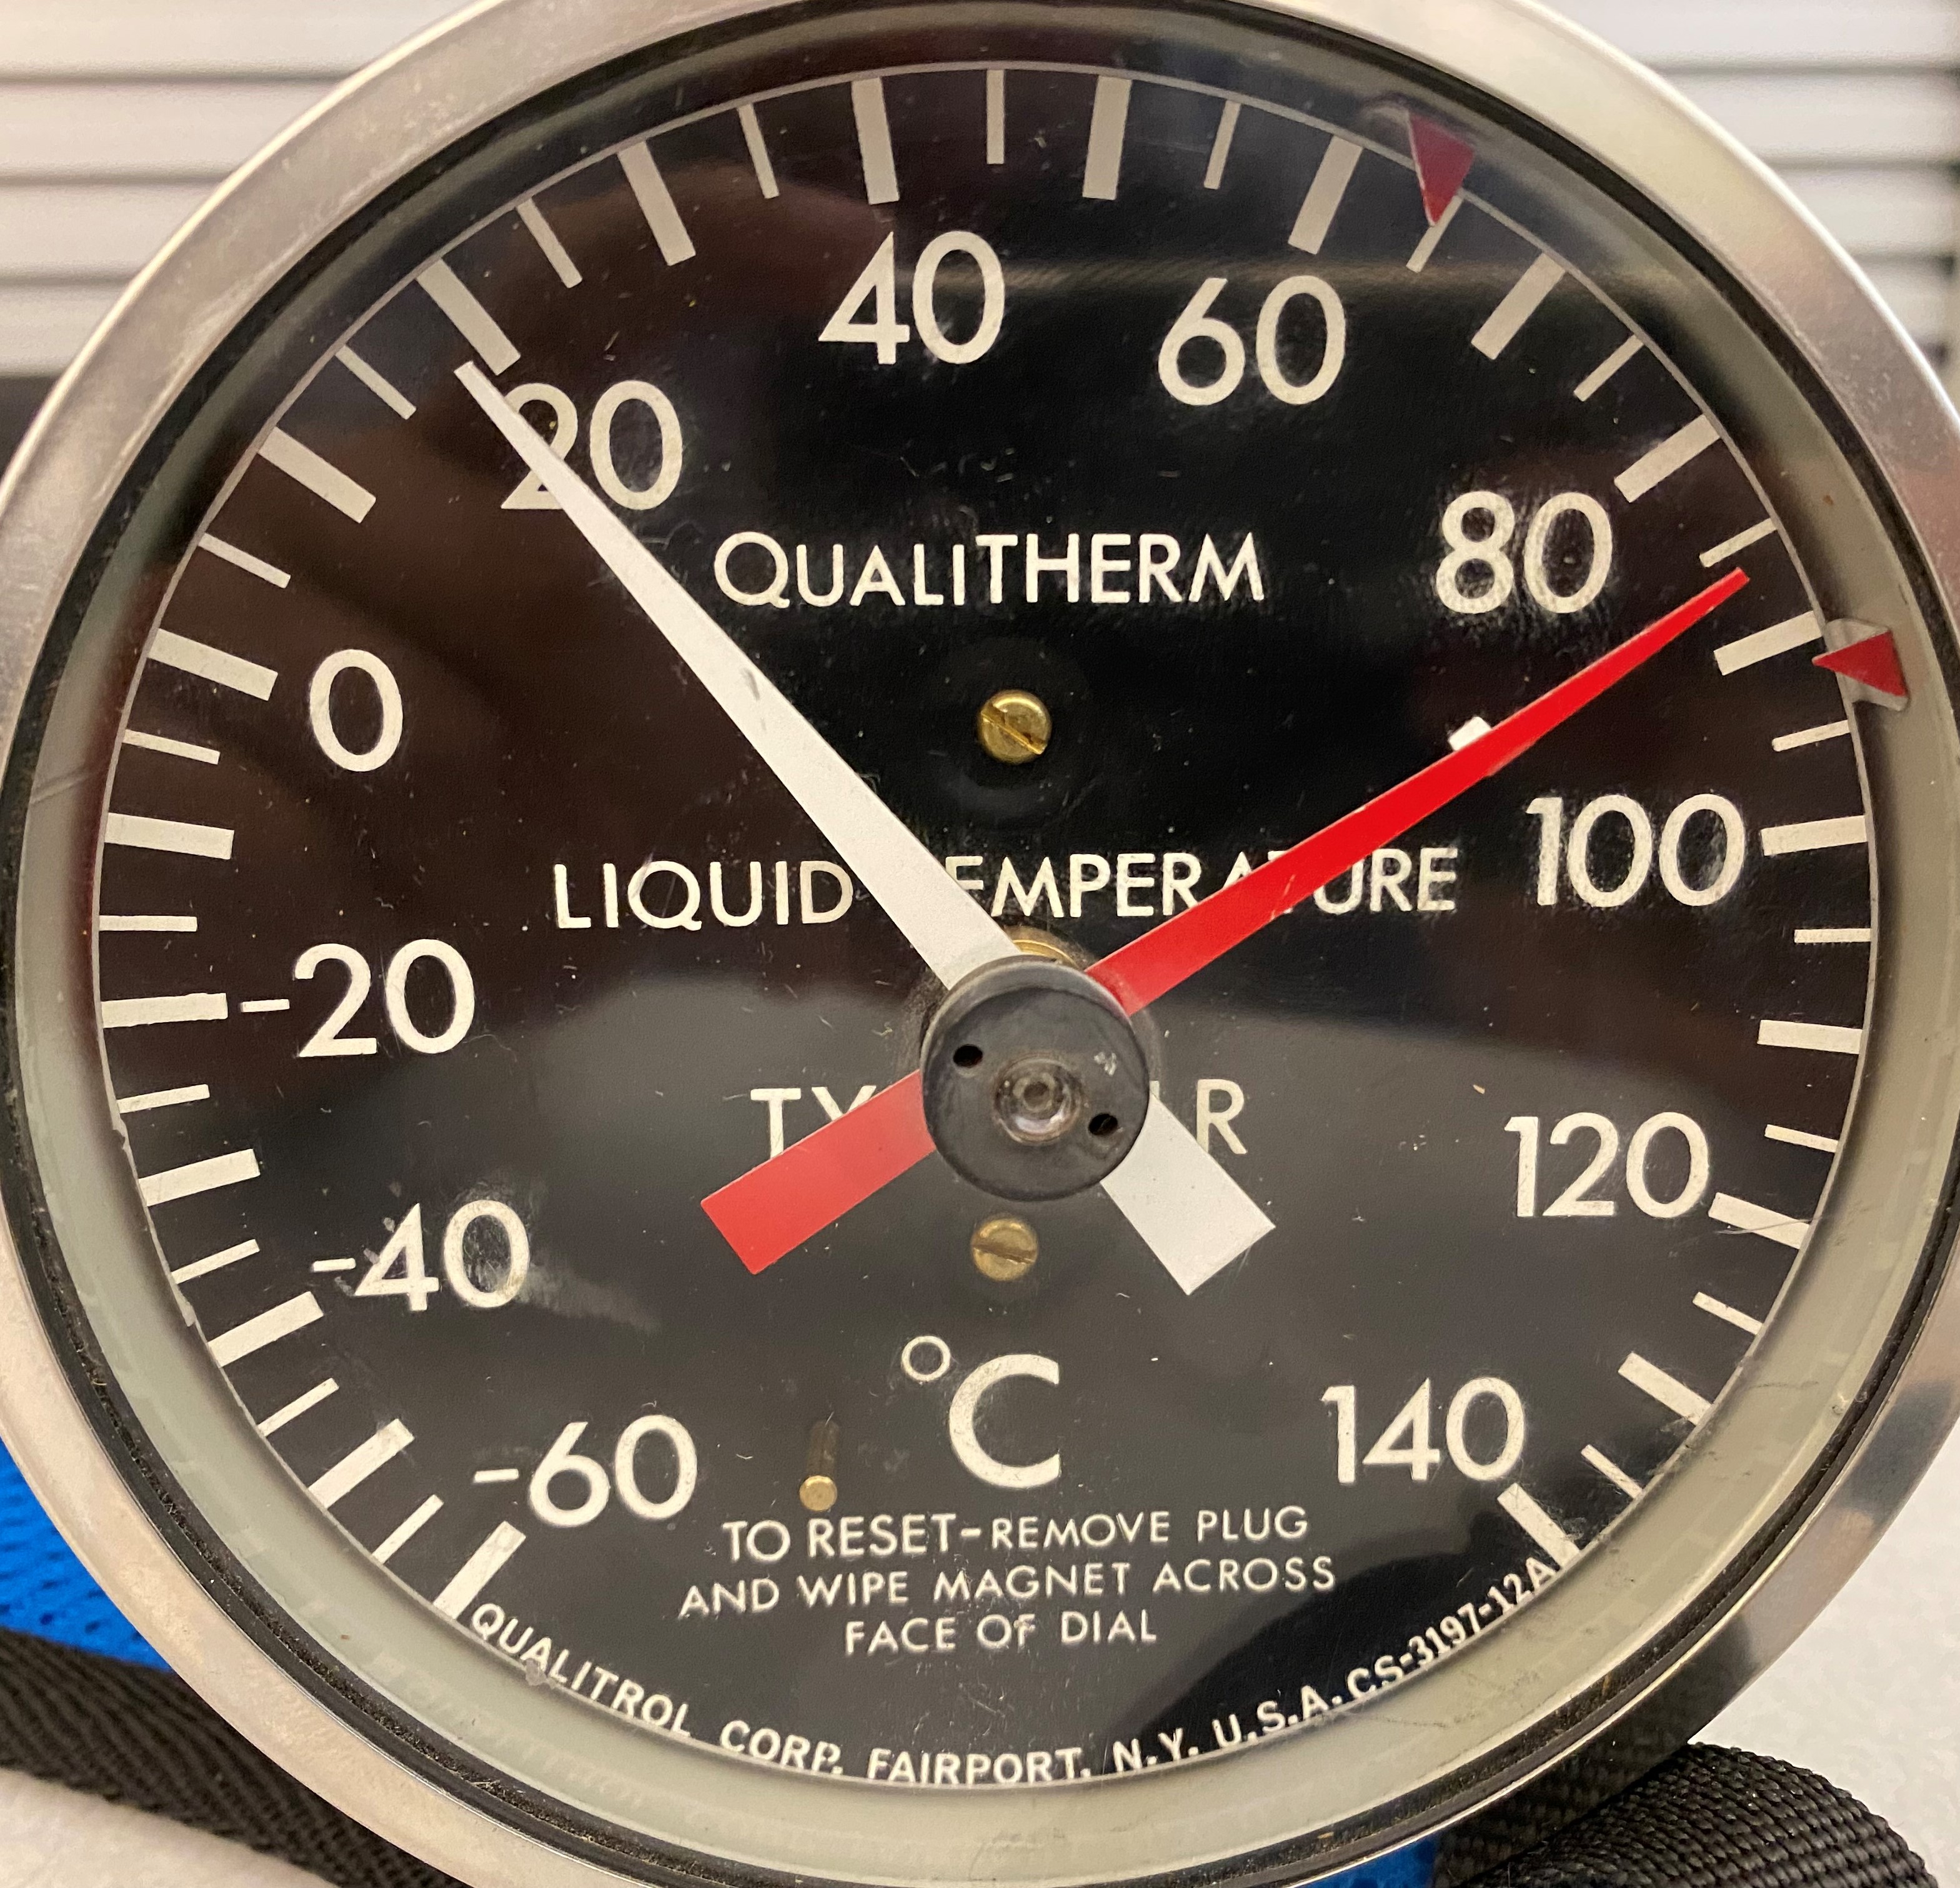 40
60
20
80
QUALITHERM
0
LIQUID TEMPERATURE
100
-20
120
-40
°C
140
-60
TO RESET-REMOVE PLUG
AND WIPE MAGNET ACROSS
FACE OF DIAL
QUALITROL CORP. FAIRPORT, N.Y. U.S.A. CS-3197-12A